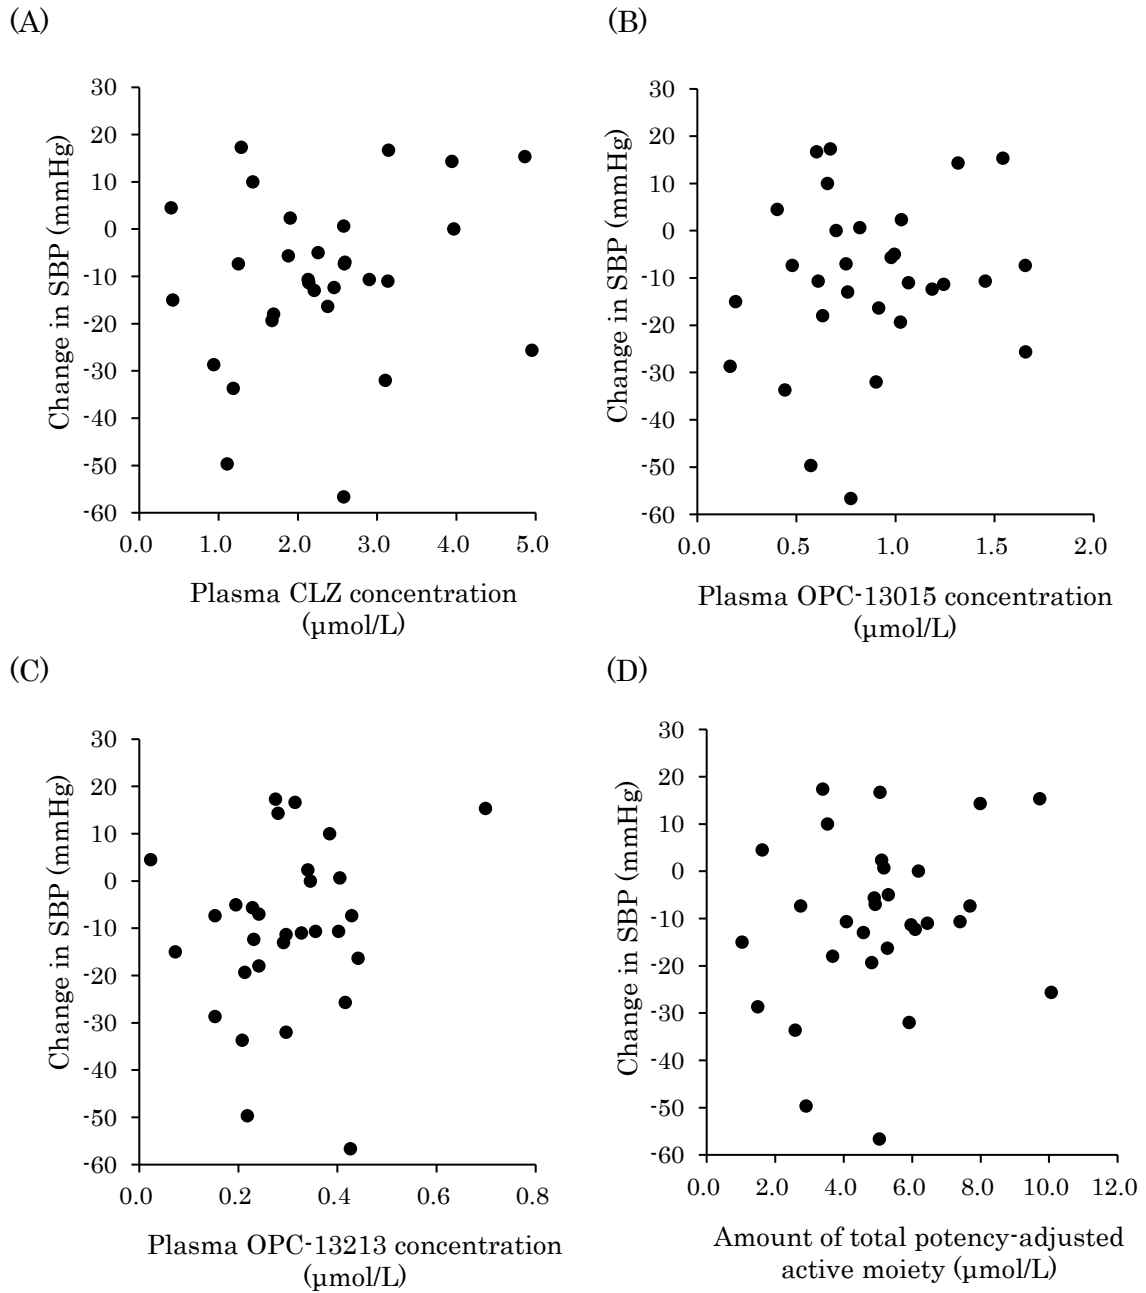 (A)
30
20
10
0
-10
-20
-30
-40
-50
-60
Change in SBP (mmHg)
0.0 1.0 2.0 3.0 4.0 5.0
Plasma CLZ concentration
(µmol/L)
(B)
30
20
10
0
-10
-20
-30
-40
-50
-60
Change in SBP (mmHg)
0.0 0.5 1.0 1.5 2.0
Plasma OPC-13015 concentration
(µmol/L)
(C)
30
20
10
0
-10
-20
-30
-40
-50
-60
Change in SBP (mmHg)
0.0 0.2 0.4 0.6 0.8
Plasma OPC-13213 concentration
(µmol/L)
(D)
30
20
10
0
-10
-20
-30
-40
-50
-60
Change in SBP (mmHg)
0.0 2.0 4.0 6.0 8.0 10.0 12.0
Amount of total potency-adjusted
active moiety (µmol/L)